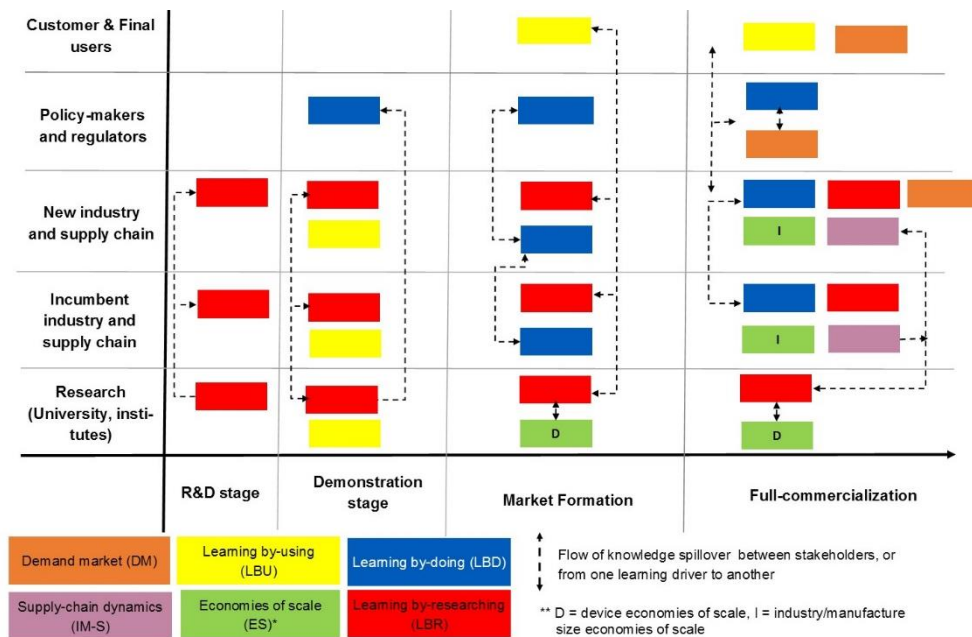 Customer & Final
users
Policy-makers
and regulators
New industry
and supply chain
I
Incumbent
industry and
supply chain
I
Research
(University, insti-
tutes)
D
D
R&D stage
Demonstration
stage
Market Formation
Full-commercialization
Demand market (DM)
Learning by-using
(LBU)
Learning by-doing (LBD)
Supply-chain dynamics
(IM-S)
Economies of scale
(ES)*
Learning by-researching
(LBR)
Flow of knowledge spillover between stakeholders, or
from one learning driver to another
** D = device economies of scale, I = industry/manufacture
size economies of scale